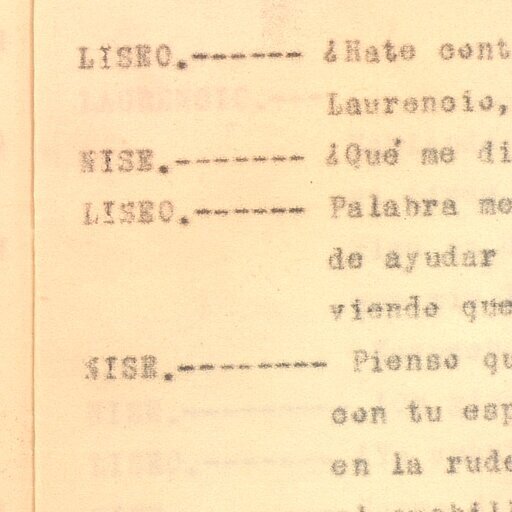 LISEO.------ ¿Hate cont
Laurencio,
NISE.------- ¿Qué me di
LISEO.------ Palabra me
de ayudar
viendo que
NISE.--------- Pienso qu
con tu esp
en la rude